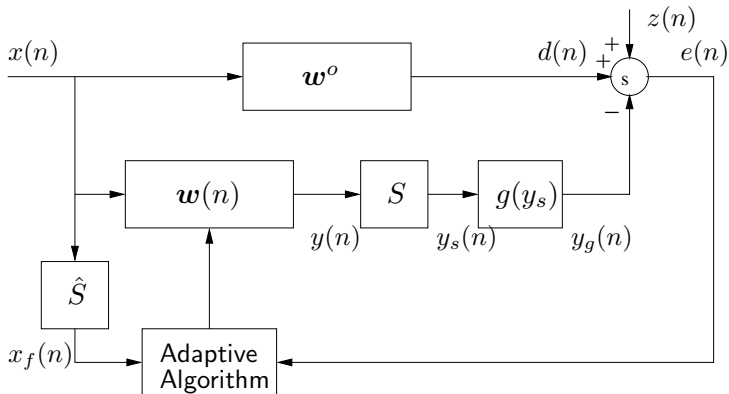 z(n)
x(n)
d(n)
e(n)
+
+
w^o
s
−
w(n)
S
g(y_s)
y(n)
y_s(n)
y_g(n)
Ŝ
x_f(n)
Adaptive
Algorithm